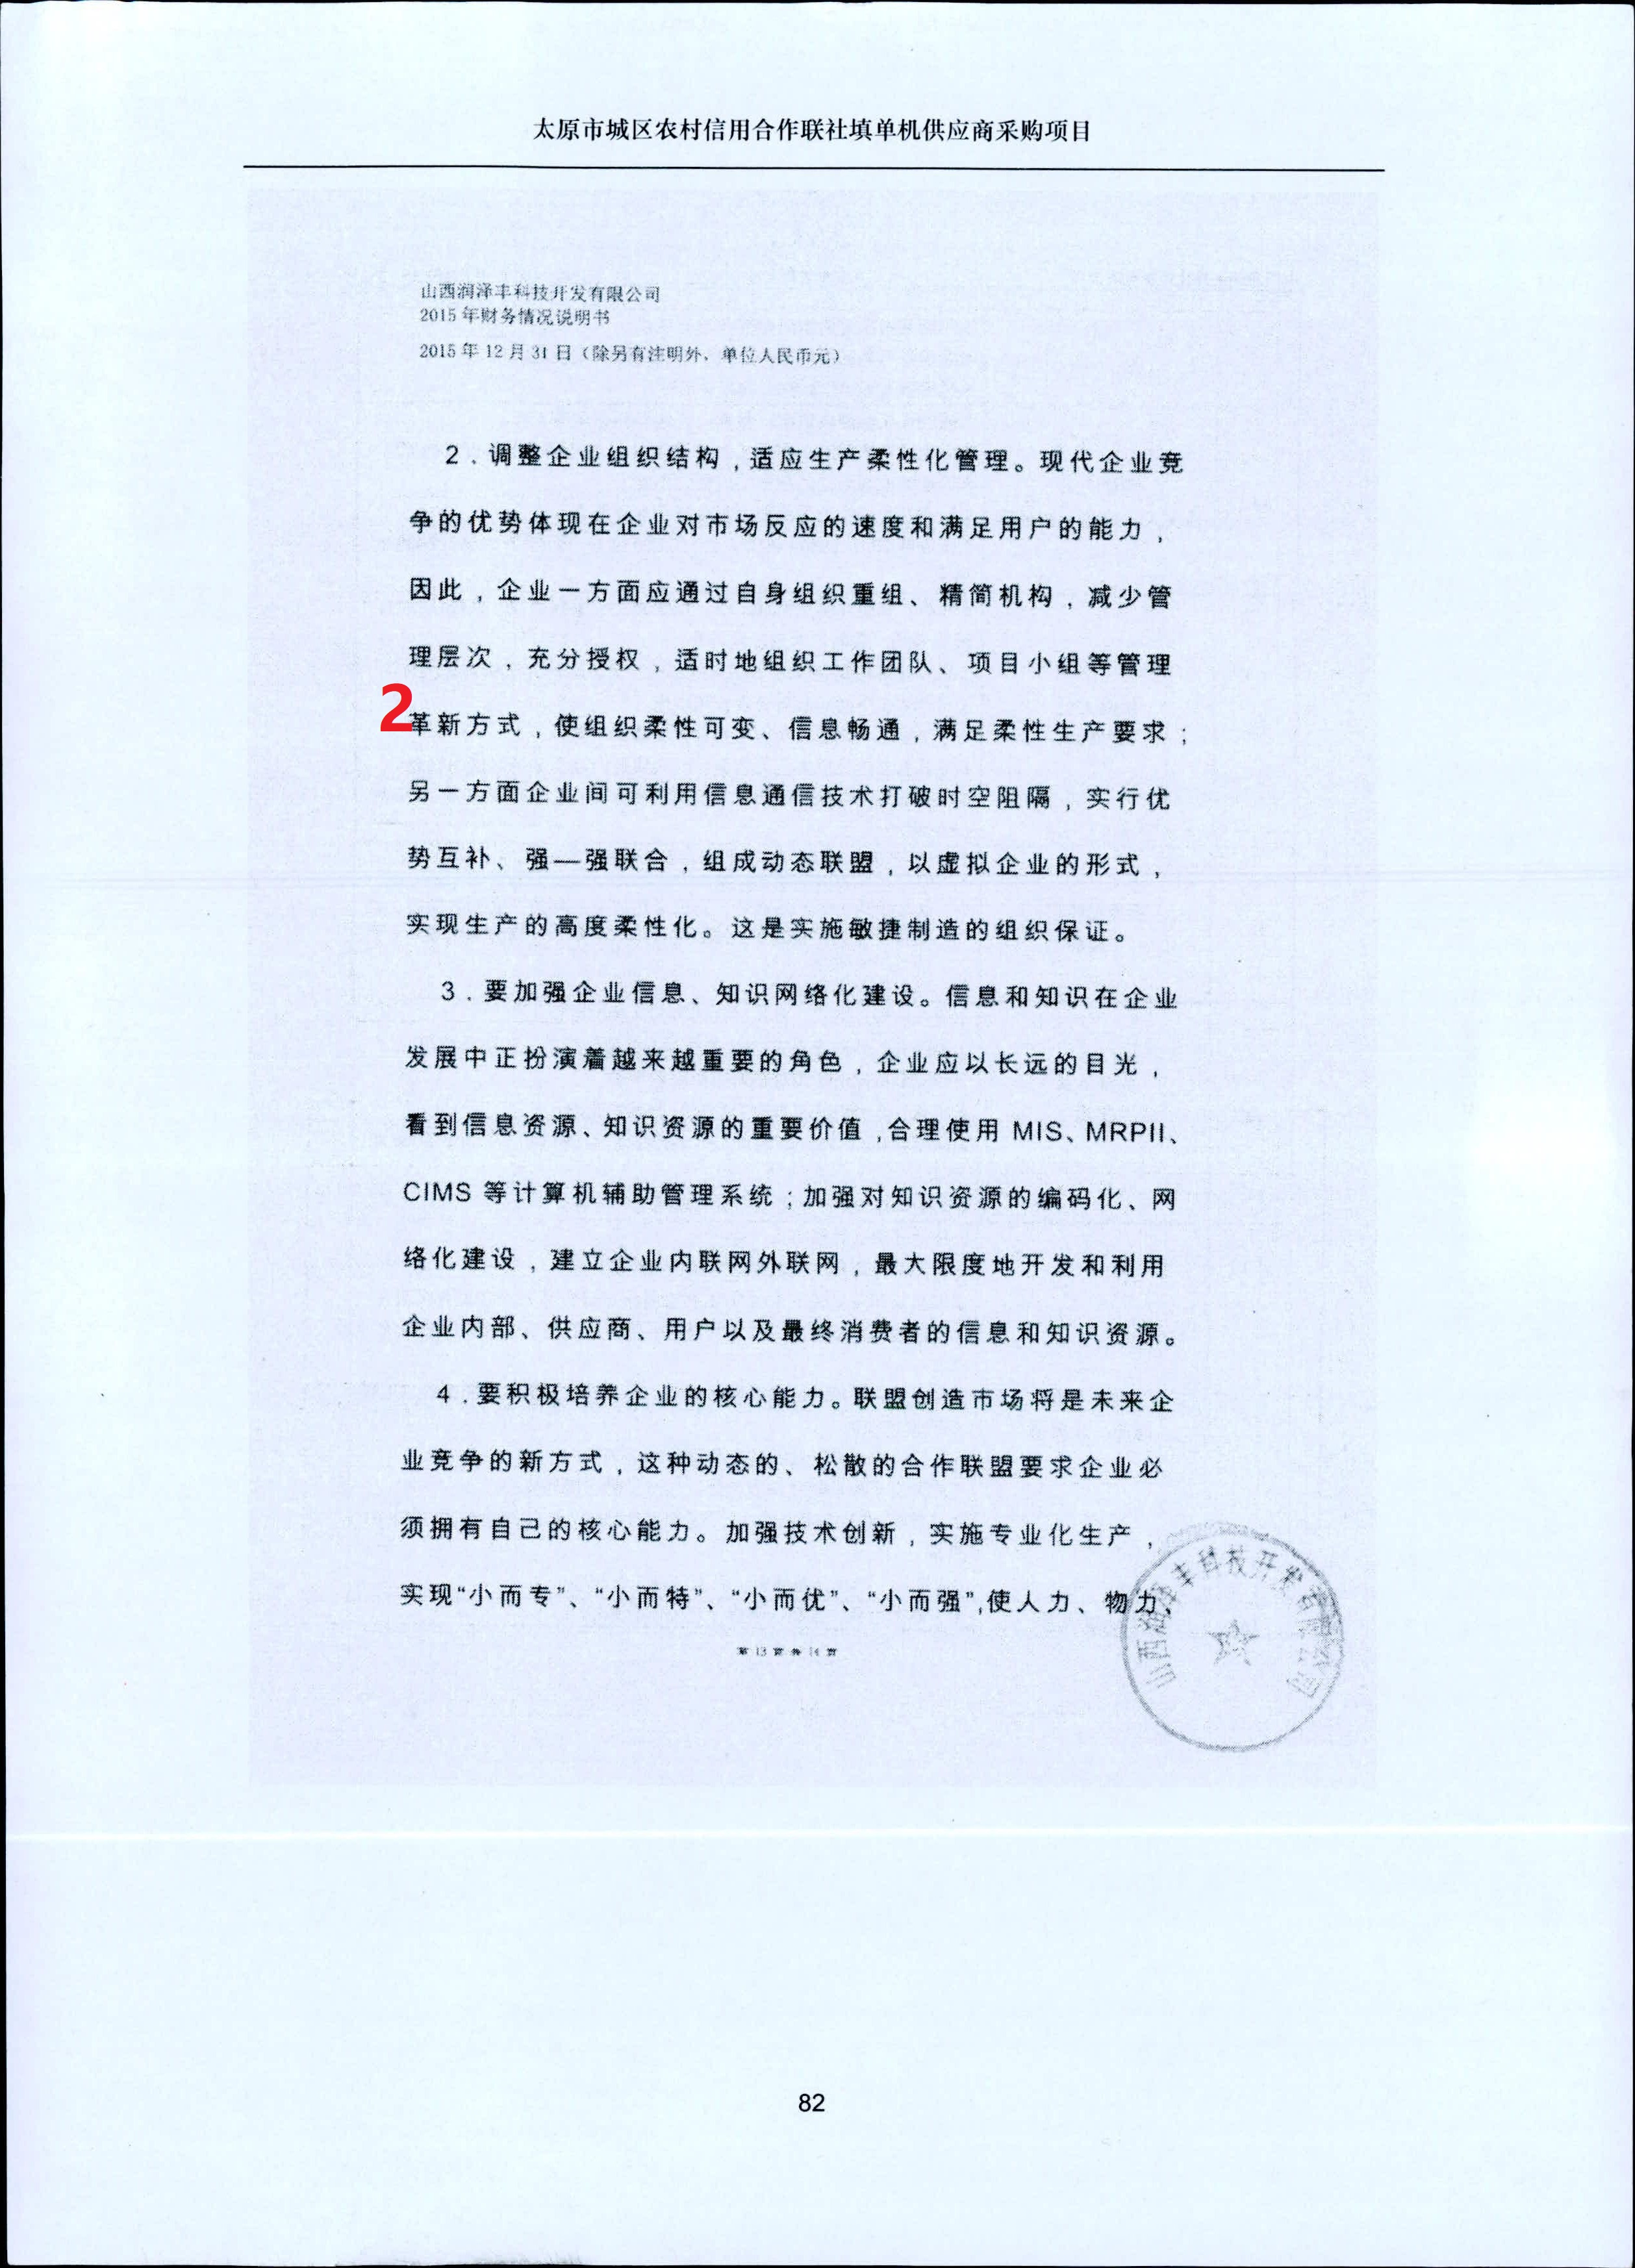 太原市城区农村信用合作联社填单机供应商采购项目
山西润泽丰科技开发有限公司
2015年财务情况说明书
2015年12月31日（除另有注明外，单位人民币元）
2．调整企业组织结构，适应生产柔性化管理。现代企业竞
争的优势体现在企业对市场反应的速度和满足用户的能力，
因此，企业一方面应通过自身组织重组、精简机构，减少管
理层次，充分授权，适时地组织工作团队、项目小组等管理
2
革新方式，使组织柔性可变、信息畅通，满足柔性生产要求；
另一方面企业间可利用信息通信技术打破时空阻隔，实行优
势互补、强—强联合，组成动态联盟，以虚拟企业的形式，
实现生产的高度柔性化。这是实施敏捷制造的组织保证。
3．要加强企业信息、知识网络化建设。信息和知识在企业
发展中正扮演着越来越重要的角色，企业应以长远的目光，
看到信息资源、知识资源的重要价值，合理使用 MIS、MRPII、
CIMS 等计算机辅助管理系统；加强对知识资源的编码化、网
络化建设，建立企业内联网外联网，最大限度地开发和利用
企业内部、供应商、用户以及最终消费者的信息和知识资源。
4．要积极培养企业的核心能力。联盟创造市场将是未来企
业竞争的新方式，这种动态的、松散的合作联盟要求企业必
须拥有自己的核心能力。加强技术创新，实施专业化生产，
实现“小而专”、“小而特”、“小而优”、“小而强”，使人力、物力、
山西润泽丰科技开发有限公司
第 13 页 共 14 页
82